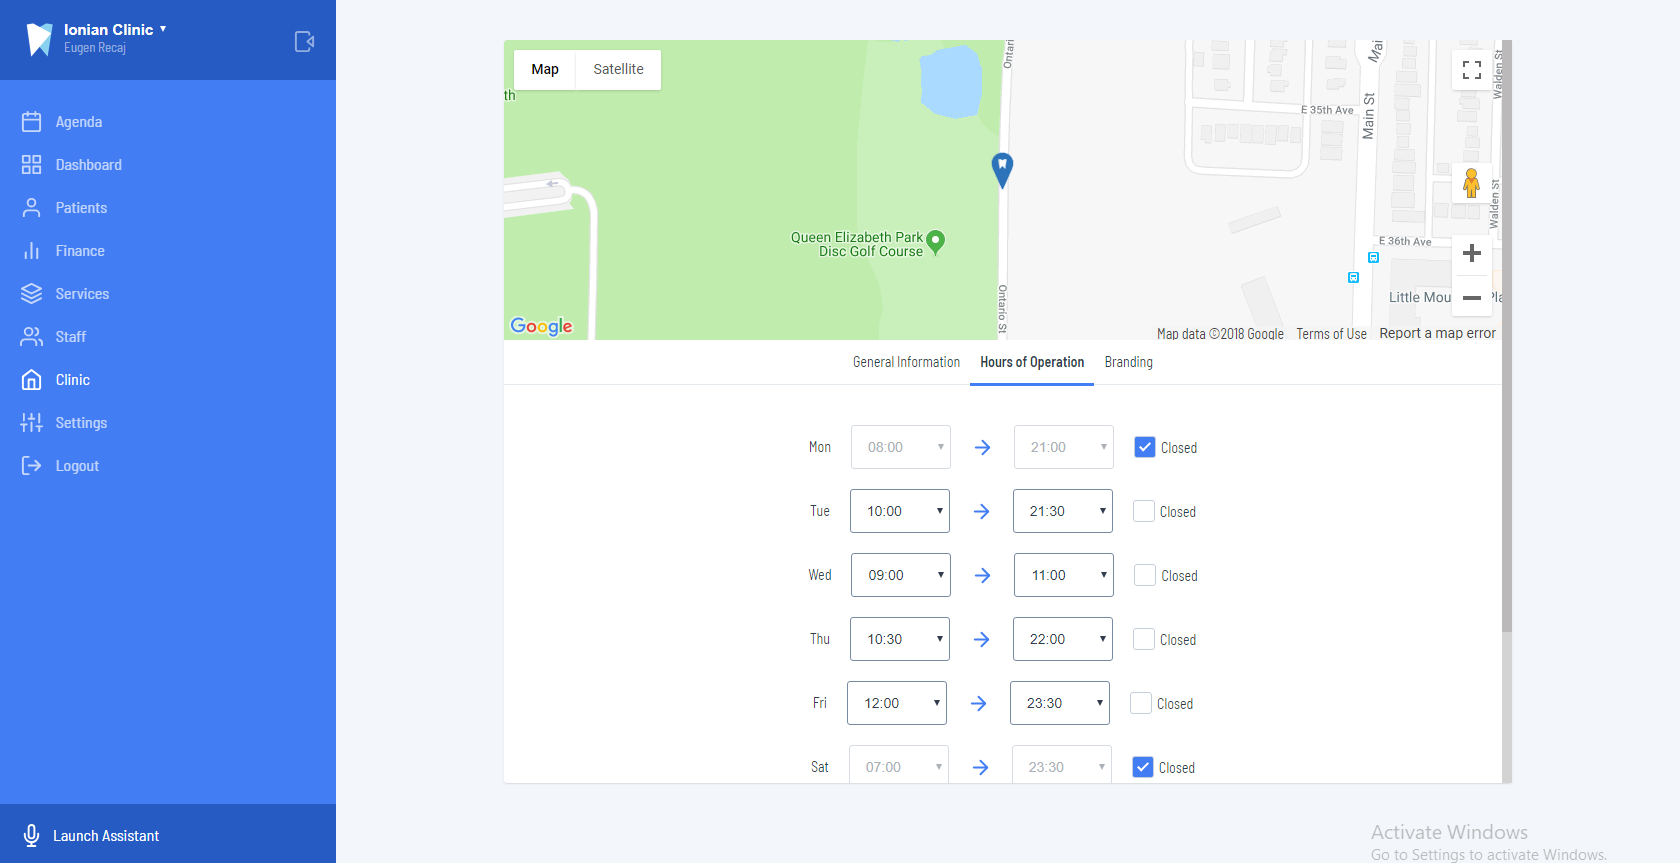 Ionian Clinic
Eugen Recaj
Agenda
Dashboard
Patients
Finance
Services
Staff
Clinic
Settings
Logout
Launch Assistant
Map Satellite
th
Ontari
Main St
Mai
E 35th Ave
Walden St
Walden St
E 36th Ave
Queen Elizabeth Park
Disc Golf Course
Ontario St
Little Mou Pla
Google
Map data ©2018 Google Terms of Use Report a map error
General Information Hours of Operation Branding
Mon 08:00 21:00 Closed
Tue 10:00 21:30 Closed
Wed 09:00 11:00 Closed
Thu 10:30 22:00 Closed
Fri 12:00 23:30 Closed
Sat 07:00 23:30 Closed
Activate Windows
Go to Settings to activate Windows.